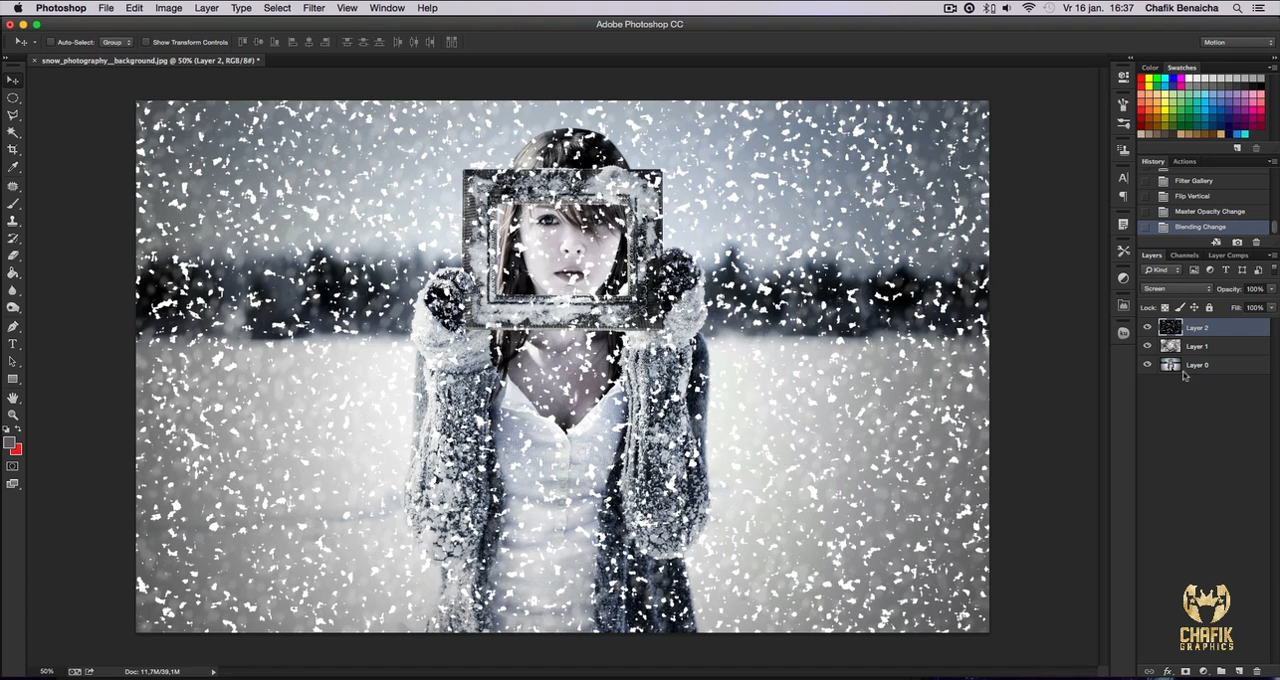 Photoshop File Edit Image Layer Type Select Filter View Window Help Vr 16 jan. 16:37 Chafik Benaicha
Adobe Photoshop CC
Auto-Select: Group Show Transform Controls Motion
snow_photography__background.jpg @ 50% (Layer 2, RGB/8#) *
Color Swatches
History Actions
Filter Gallery
Flip Vertical
Master Opacity Change
Blending Change
Layers Channels Layer Comps
Kind
Screen Opacity: 100%
Lock: Fill: 100%
Layer 2
Layer 1
Layer 0
CHAFIK
GRAPHICS
50% Doc: 11,7M/39,1M